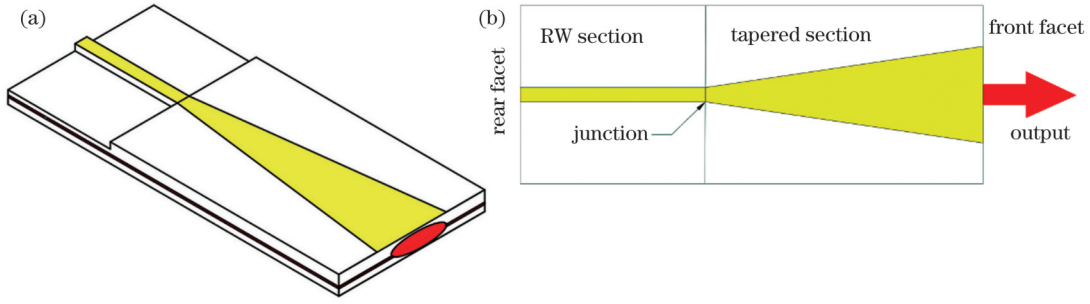 (a)
(b)
RW section
tapered section
front facet
rear facet
junction
output